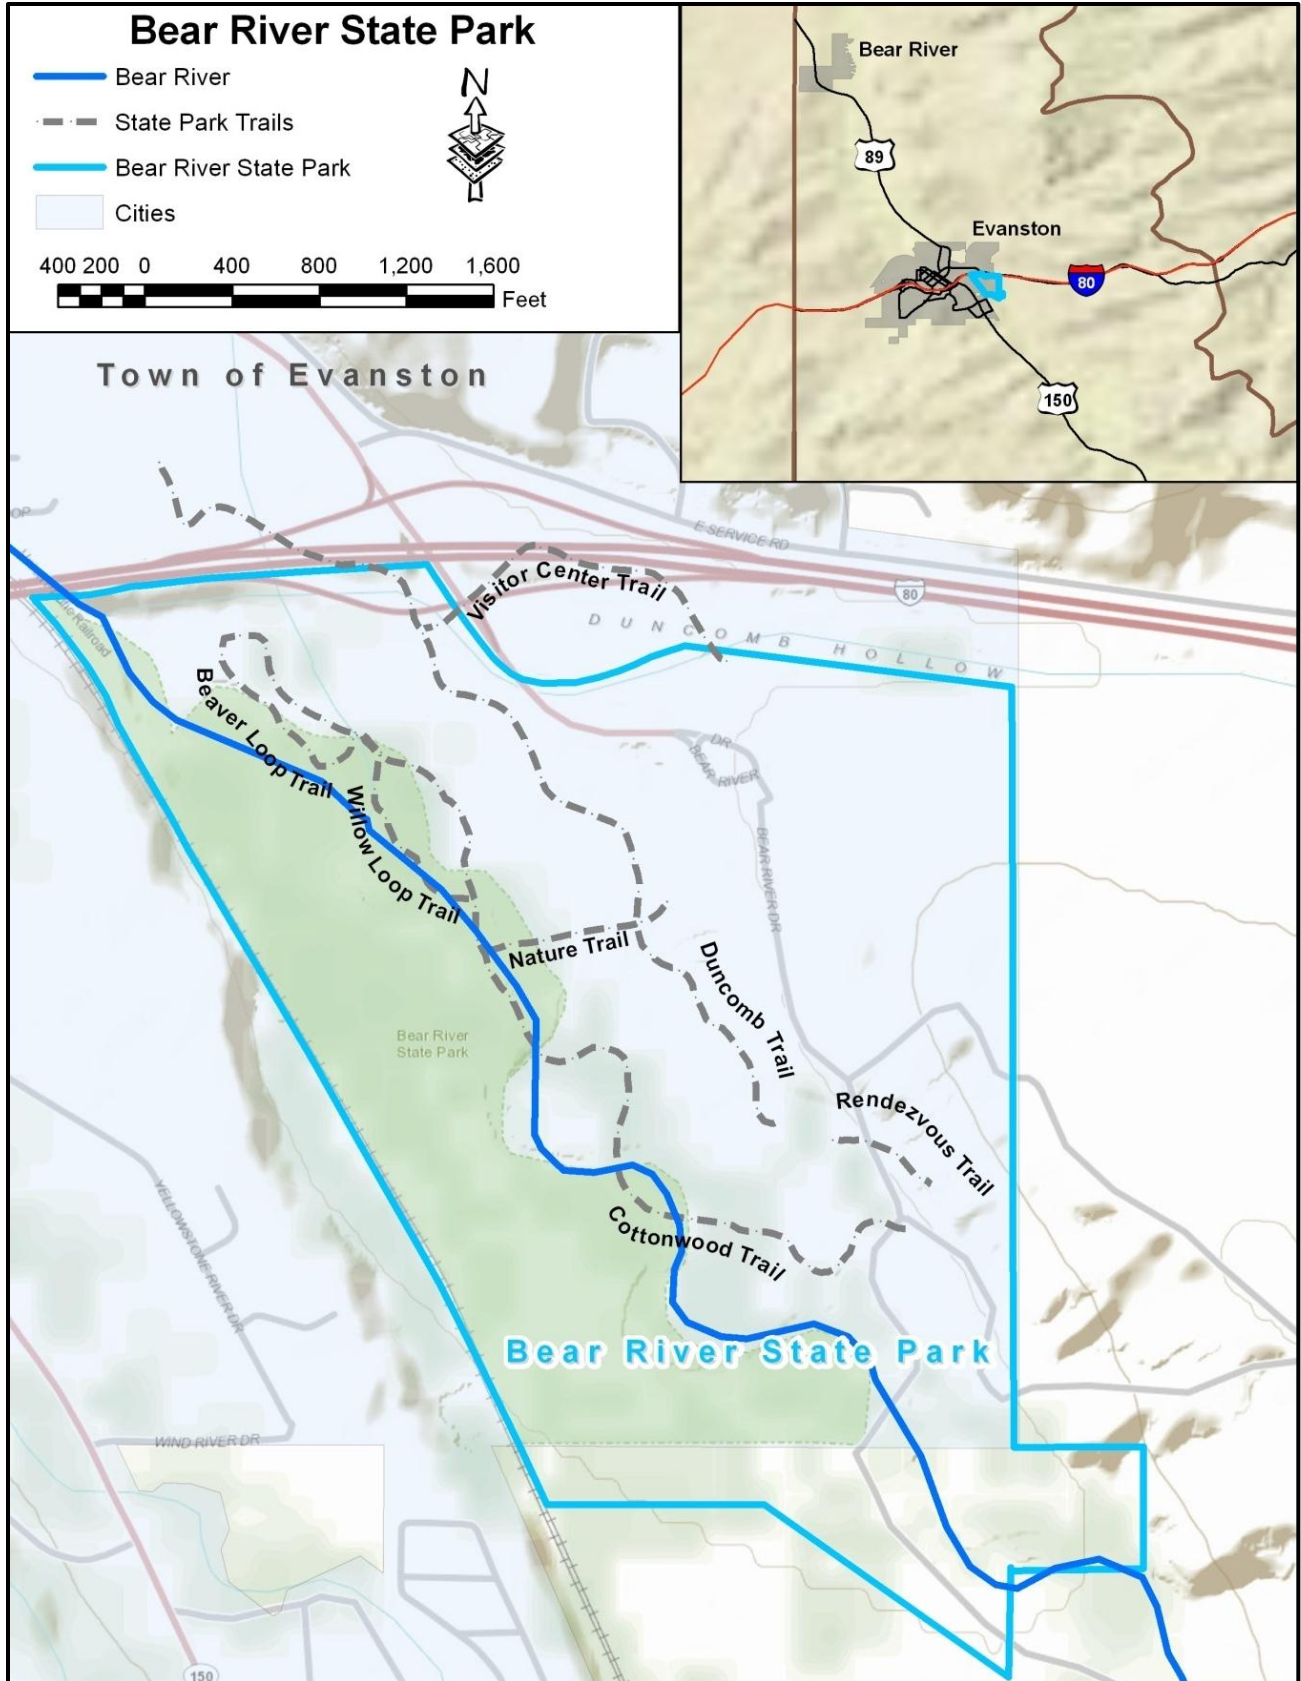 Bear River State Park
Bear River
State Park Trails
Bear River State Park
Cities
N
400 200 0 400 800 1,200 1,600
Feet
Bear River
89
Evanston
80
150
Town of Evanston
OP
E SERVICE RD
80
Visitor Center Trail
DUNCOMB HOLLOW
Railroad
Beaver Loop Trail
DR
BEAR RIVER
Willow Loop Trail
BEAR RIVER DR
Nature Trail
Duncomb Trail
Bear River
State Park
Rendezvous Trail
YELLOWSTONE RIVER DR
Cottonwood Trail
Bear River State Park
WIND RIVER DR
150